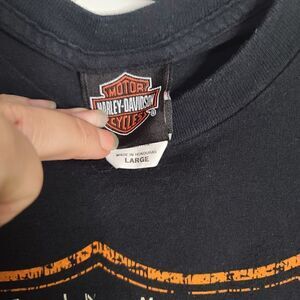 MOTOR
HARLEY-DAVIDSON
CYCLES
®
MADE IN HONDURAS
LARGE